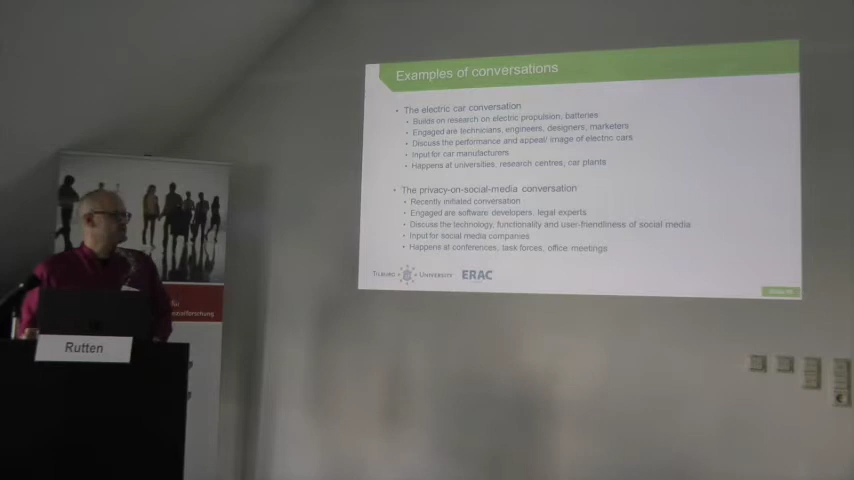 Examples of conversations
• The electric car conversation
• Builds on research on electric propulsion, batteries
• Engaged are technicians, engineers, designers, marketers
• Discuss the performance and appeal/ image of electric cars
• Input for car manufacturers
• Happens at universities, research centres, car plants
• The privacy-on-social-media conversation
• Recently initiated conversation
• Engaged are software developers, legal experts
• Discuss the technology, functionality and user-friendliness of social media
• Input for social media companies
• Happens at conferences, task forces, office meetings
TILBURG UNIVERSITY
ERAC
Rutten